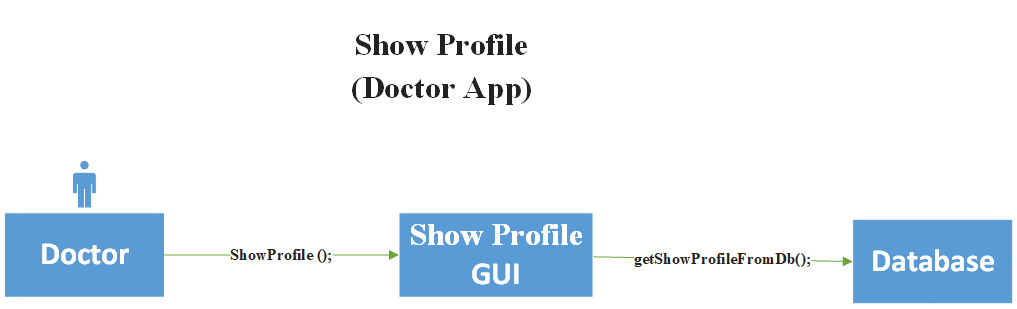 Show Profile
(Doctor App)
Doctor
ShowProfile ();
Show Profile
GUI
getShowProfileFromDb();
Database